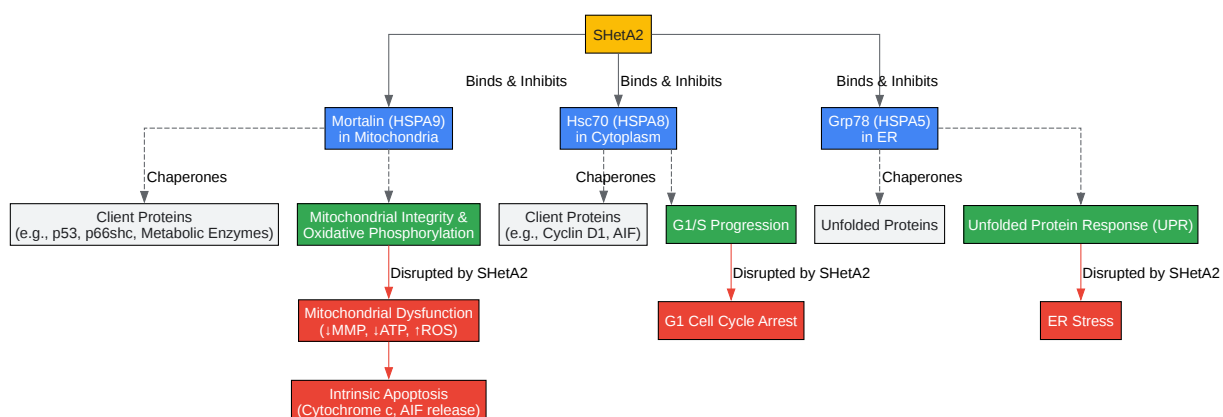 SHetA2
Binds & Inhibits
Binds & Inhibits
Binds & Inhibits
Mortalin (HSPA9)
in Mitochondria
Hsc70 (HSPA8)
in Cytoplasm
Grp78 (HSPA5)
in ER
Chaperones
Chaperones
Chaperones
Client Proteins
(e.g., p53, p66shc, Metabolic Enzymes)
Mitochondrial Integrity &
Oxidative Phosphorylation
Client Proteins
(e.g., Cyclin D1, AIF)
G1/S Progression
Unfolded Proteins
Unfolded Protein Response (UPR)
Disrupted by SHetA2
Disrupted by SHetA2
Disrupted by SHetA2
Mitochondrial Dysfunction
(↓MMP, ↓ATP, ↑ROS)
G1 Cell Cycle Arrest
ER Stress
Intrinsic Apoptosis
(Cytochrome c, AIF release)